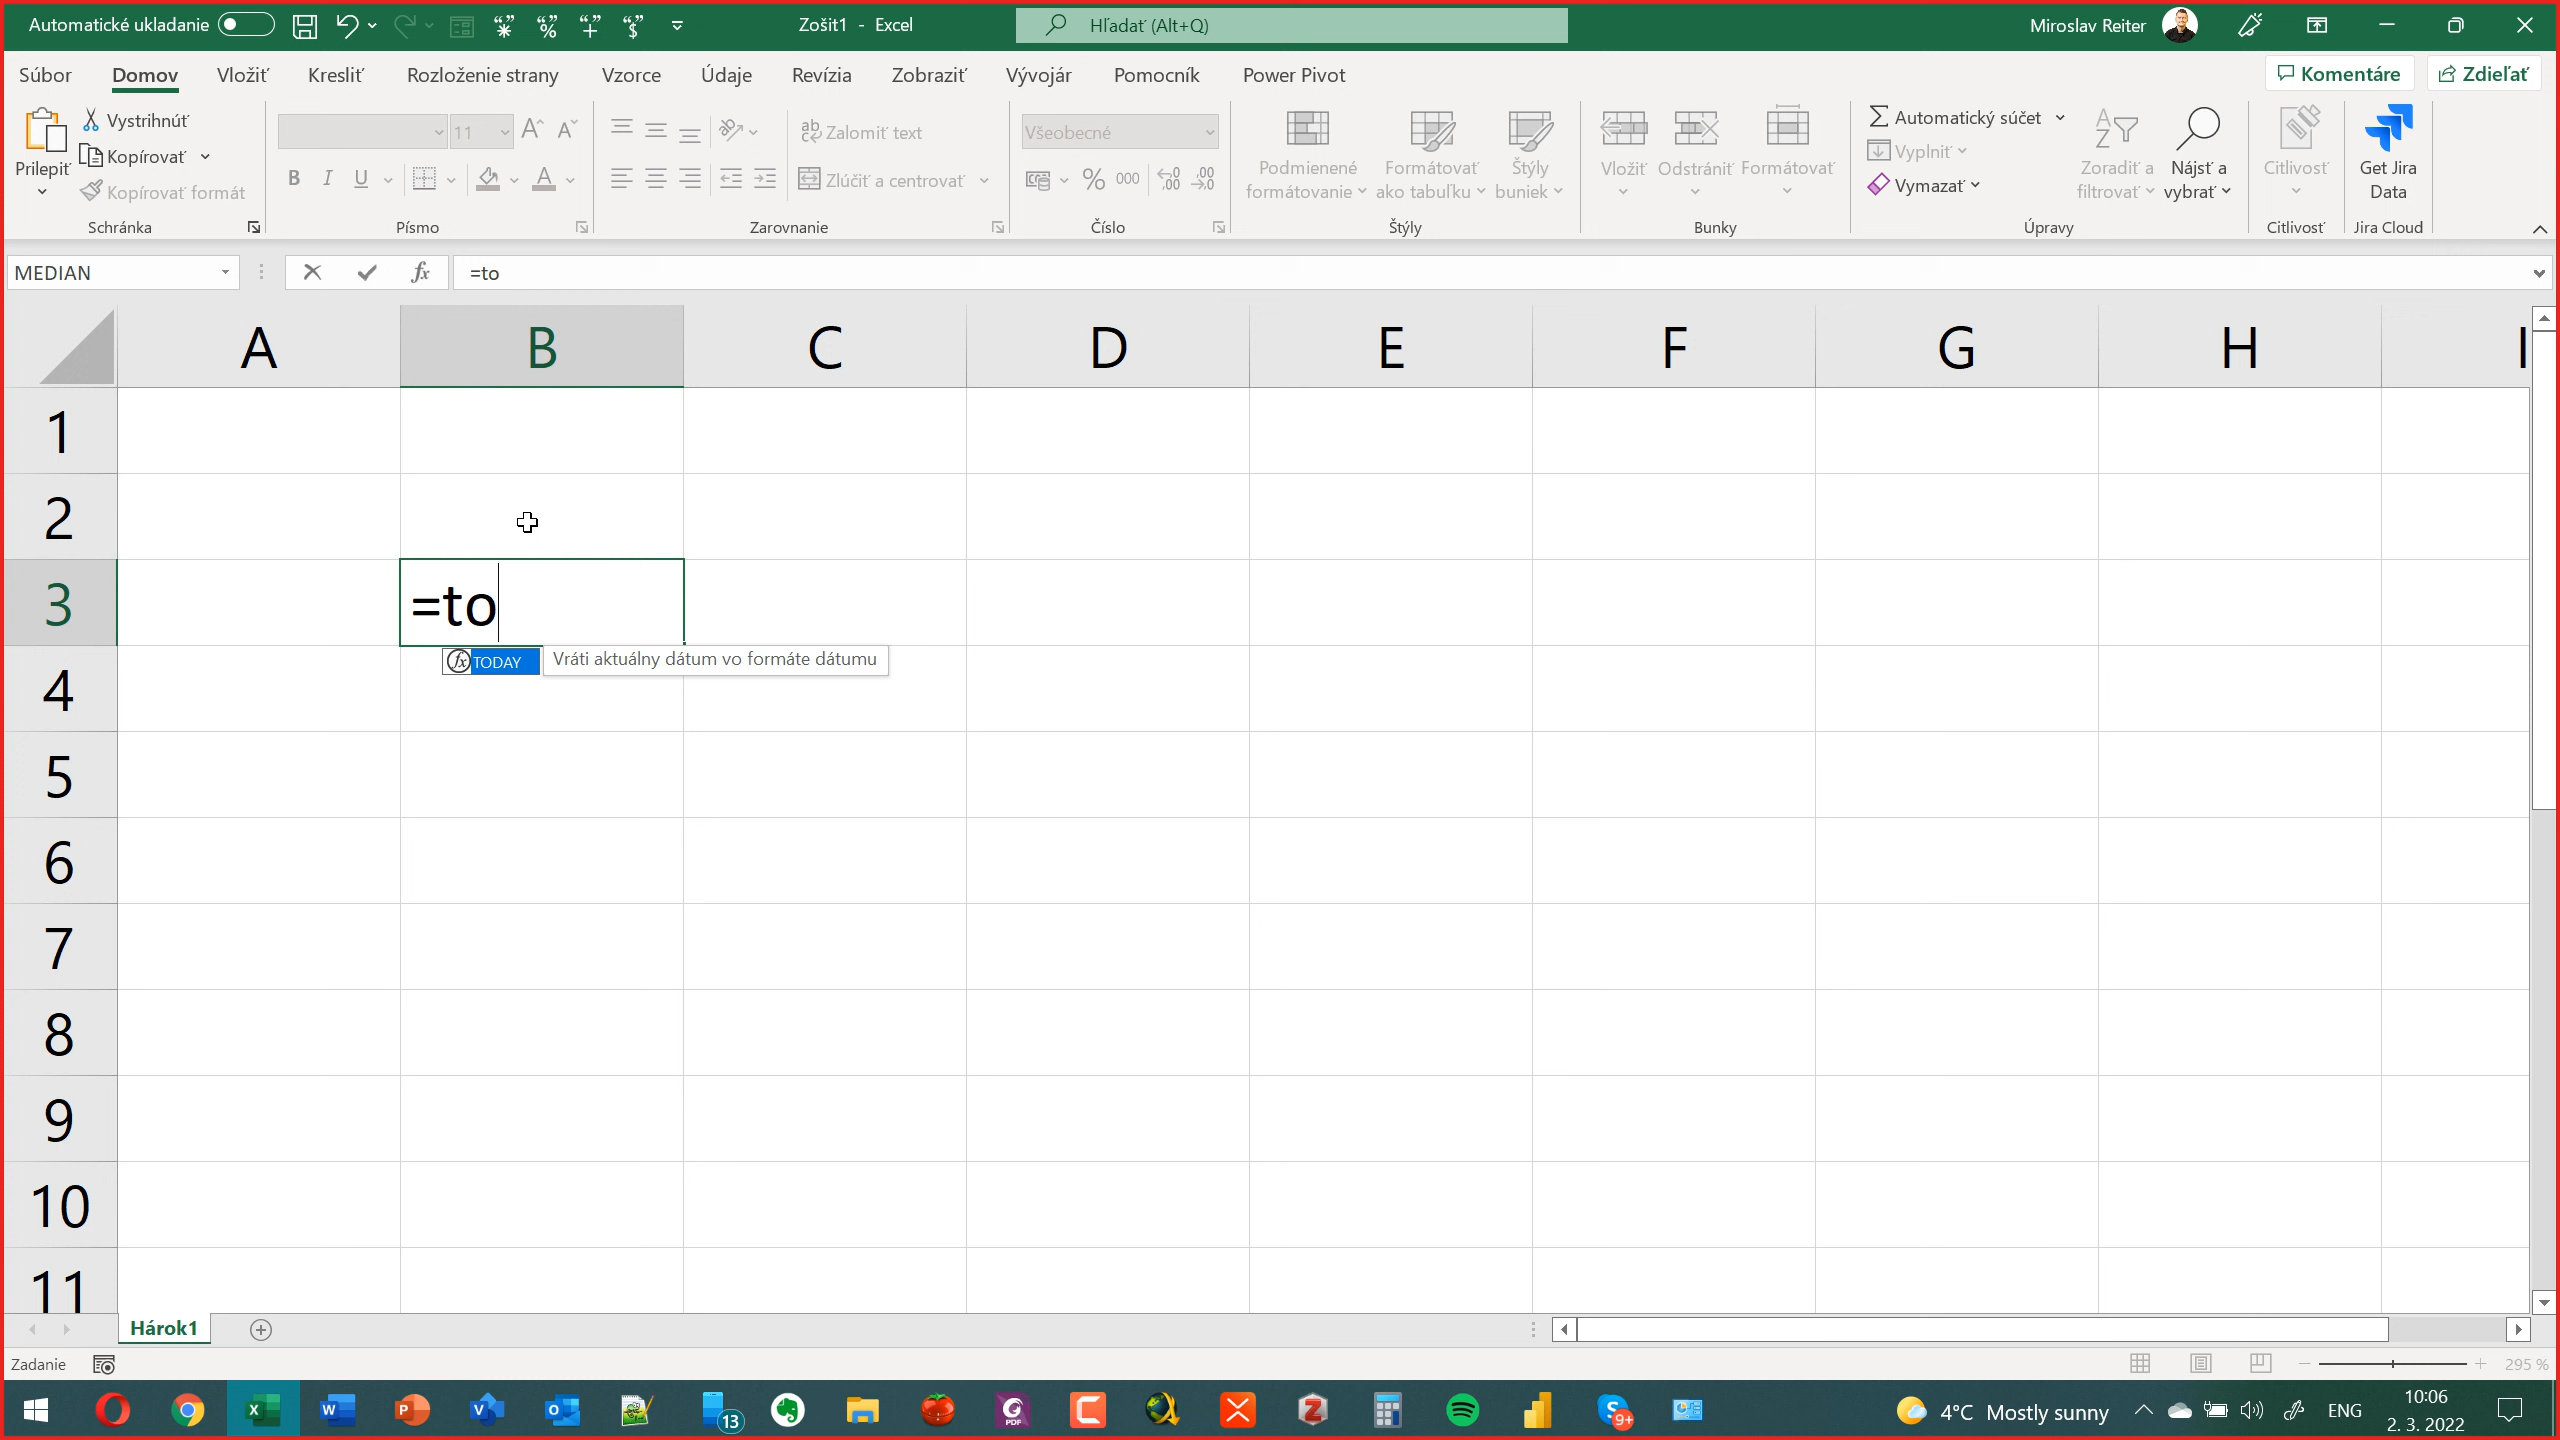 Automatické ukladanie
Zošit1 - Excel
Hľadať (Alt+Q)
Miroslav Reiter
Súbor Domov Vložiť Kresliť Rozloženie strany Vzorce Údaje Revízia Zobraziť Vývojár Pomocník Power Pivot
Komentáre Zdieľať
Prilepiť
Vystrihnúť
Kopírovať
Kopírovať formát
Schránka
11
B I U A
Písmo
Zalomiť text
Zlúčiť a centrovať
Zarovnanie
Všeobecné
% 000
Číslo
Podmienené
formátovanie
Formátovať
ako tabuľku
Štýly
buniek
Štýly
Vložiť Odstrániť Formátovať
Bunky
Automatický súčet
Vyplniť
Vymazať
Zoradiť a
filtrovať
Nájsť a
vybrať
Úpravy
Citlivosť
Citlivosť
Get Jira
Data
Jira Cloud
MEDIAN
fx
=to
A B C D E F G H I
1
2
3
=to
TODAY Vráti aktuálny dátum vo formáte dátumu
4
5
6
7
8
9
10
11
Hárok1
Zadanie
295 %
13
9+
4°C Mostly sunny
ENG
10:06
2. 3. 2022